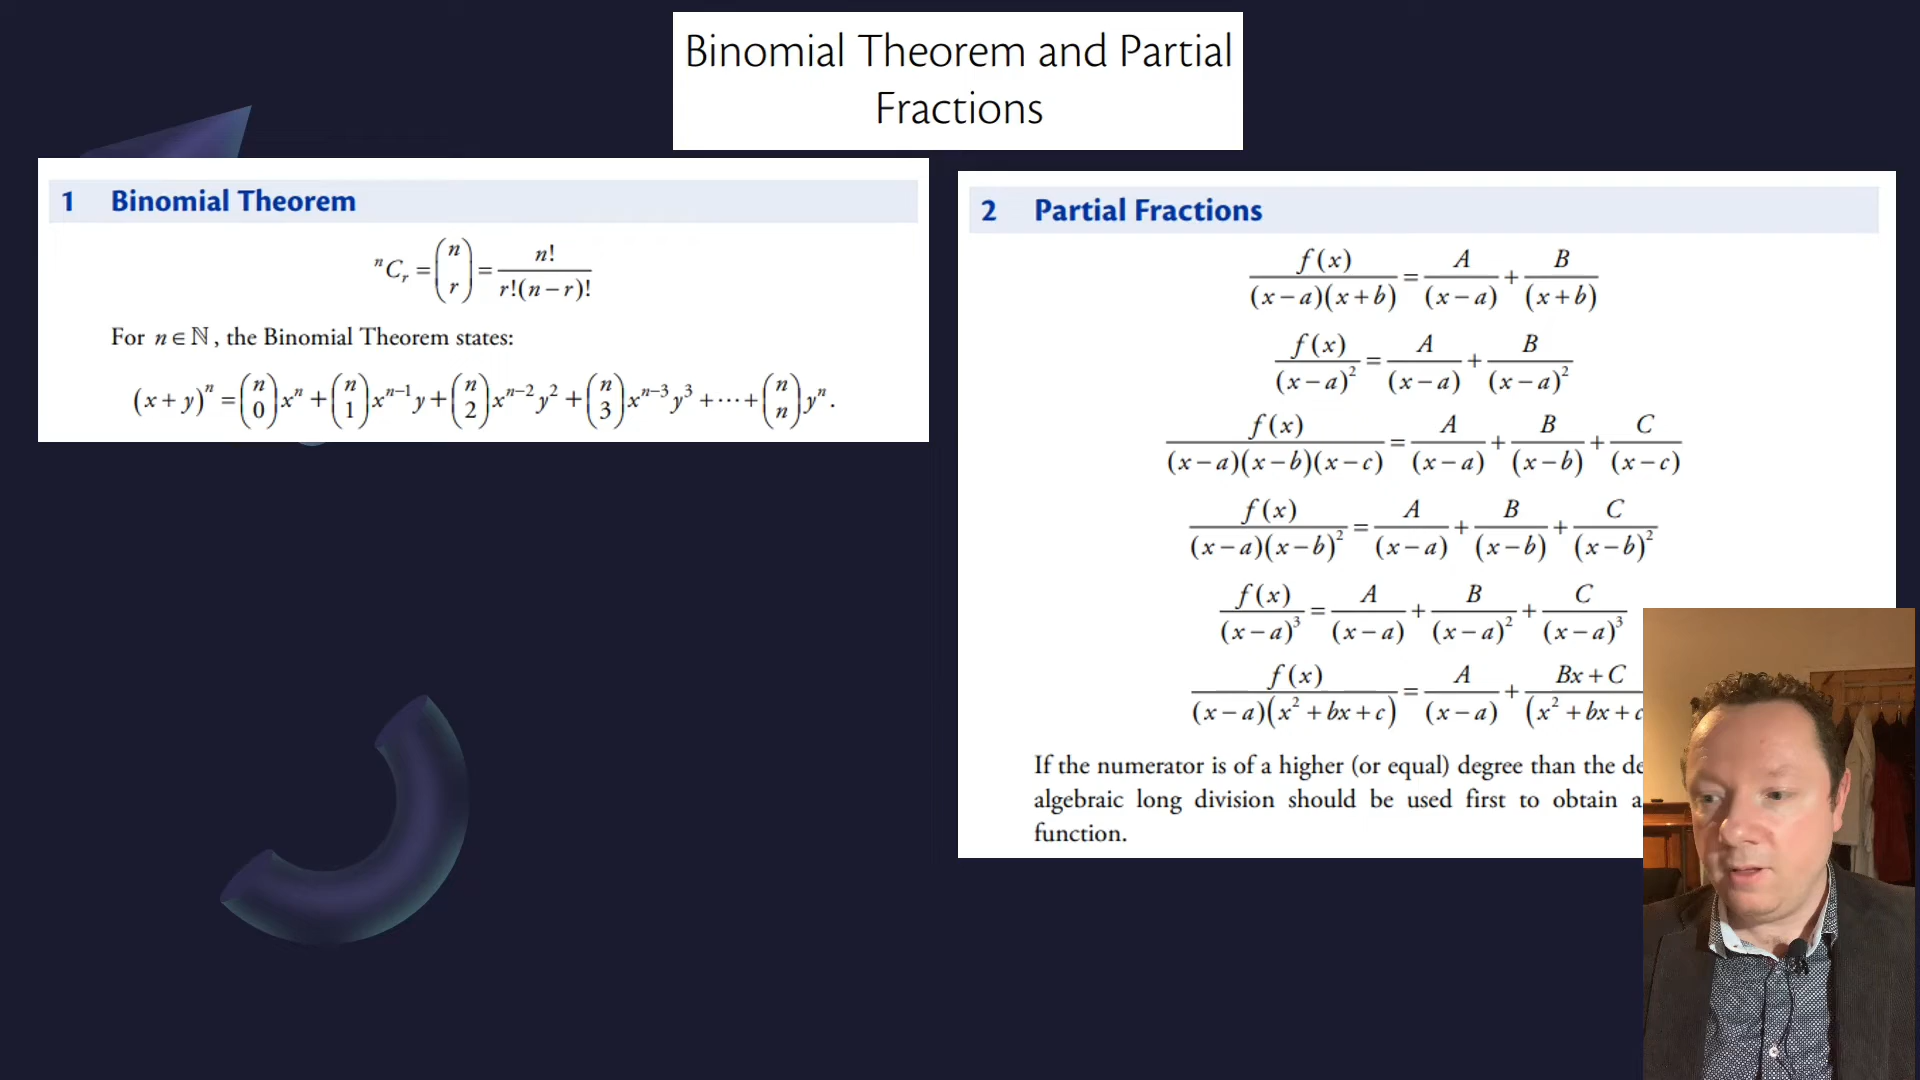 Binomial Theorem and Partial
Fractions
1 Binomial Theorem
ⁿCᵣ = (n r) = n! / r!(n − r)!
For n ∈ ℕ, the Binomial Theorem states:
(x + y)ⁿ = (n 0)xⁿ + (n 1)xⁿ⁻¹y + (n 2)xⁿ⁻²y² + (n 3)xⁿ⁻³y³ + ⋯ + (n n)yⁿ.
2 Partial Fractions
f(x) / (x − a)(x + b) = A / (x − a) + B / (x + b)
f(x) / (x − a)² = A / (x − a) + B / (x − a)²
f(x) / (x − a)(x − b)(x − c) = A / (x − a) + B / (x − b) + C / (x − c)
f(x) / (x − a)(x − b)² = A / (x − a) + B / (x − b) + C / (x − b)²
f(x) / (x − a)³ = A / (x − a) + B / (x − a)² + C / (x − a)³
f(x) / (x − a)(x² + bx + c) = A / (x − a) + Bx + C / (x² + bx + c
If the numerator is of a higher (or equal) degree than the de
algebraic long division should be used first to obtain a
function.